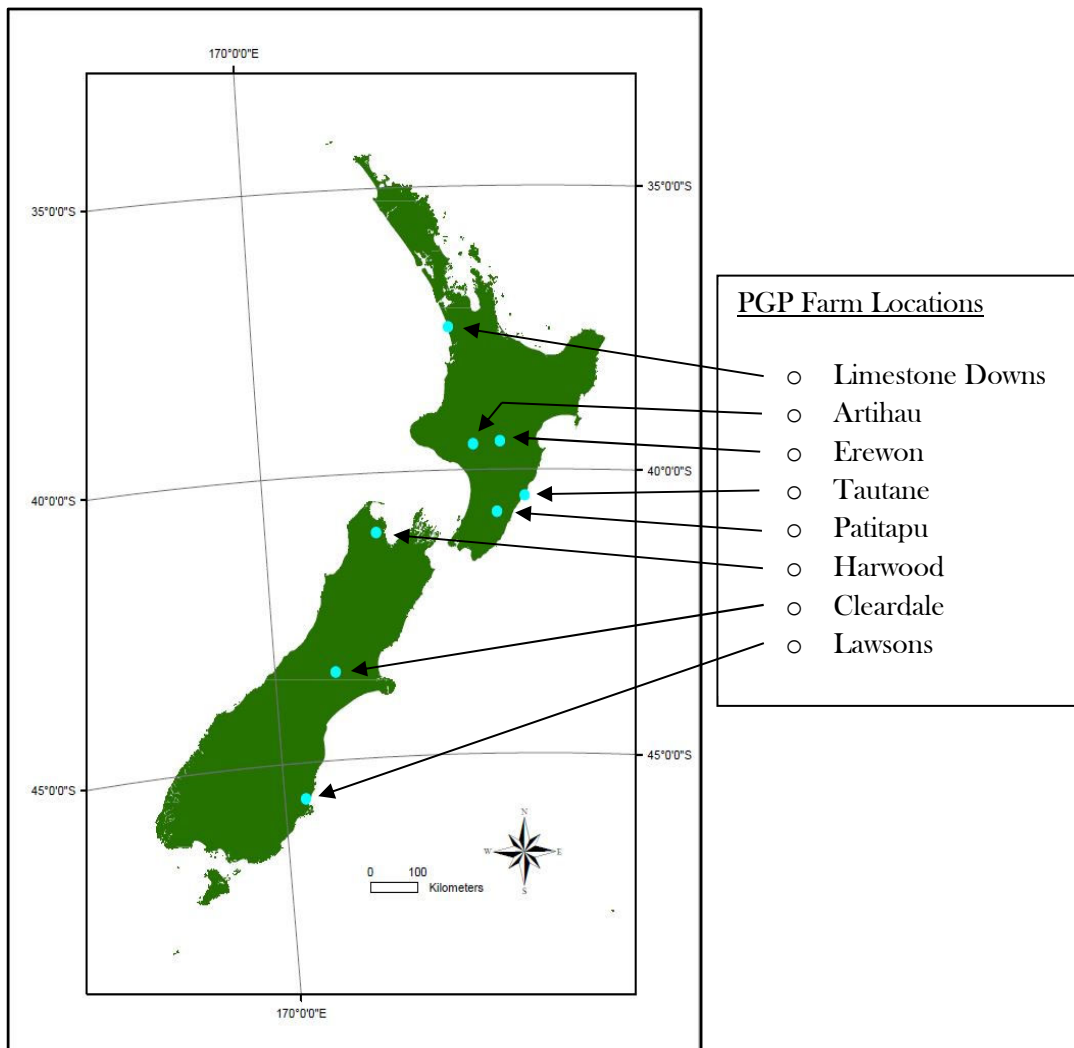 170°0'0"E
35°0'0"S
35°0'0"S
PGP Farm Locations
o Limestone Downs
o Artihau
o Erewon
o Tautane
o Patitapu
o Harwood
o Cleardale
o Lawsons
40°0'0"S
40°0'0"S
45°0'0"S
45°0'0"S
N
W E
S
0 100
Kilometers
170°0'0"E